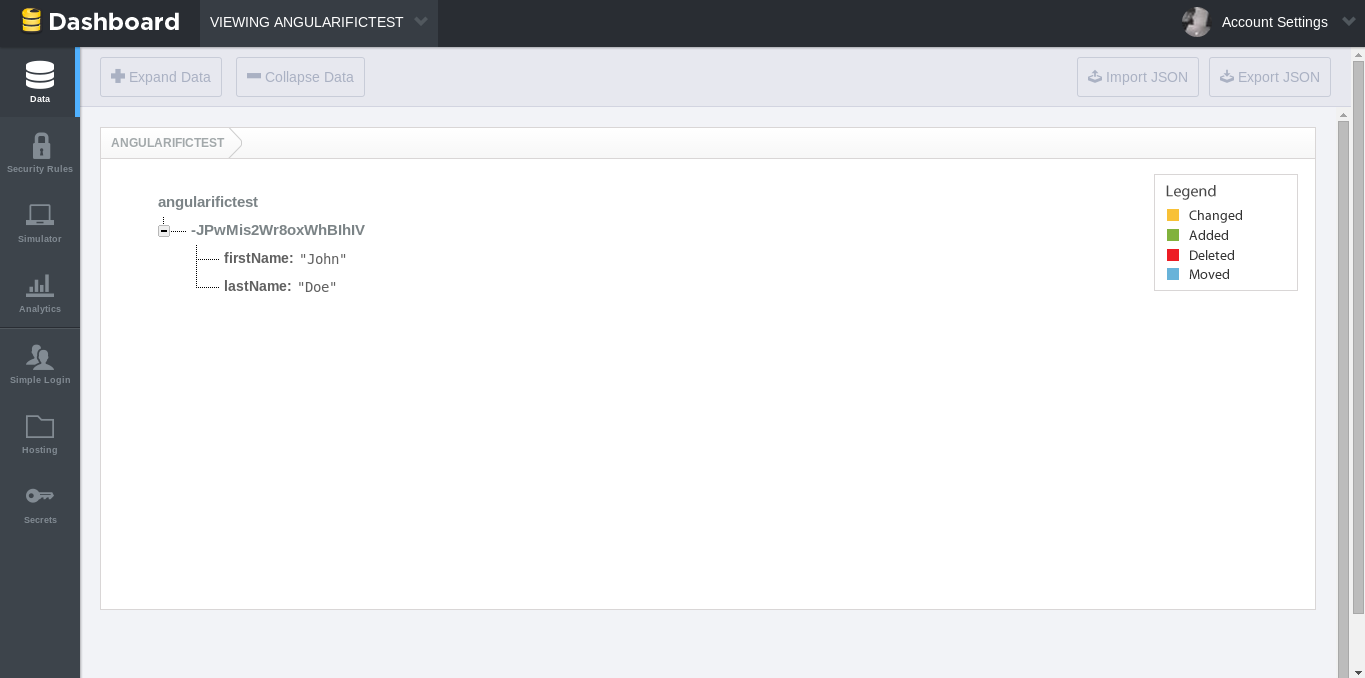 Dashboard
VIEWING ANGULARIFICTEST
Account Settings
Data
Security Rules
Simulator
Analytics
Simple Login
Hosting
Secrets
Expand Data
Collapse Data
Import JSON
Export JSON
ANGULARIFICTEST
angularifictest
-JPwMis2Wr8oxWhBIhIV
firstName: "John"
lastName: "Doe"
Legend
Changed
Added
Deleted
Moved